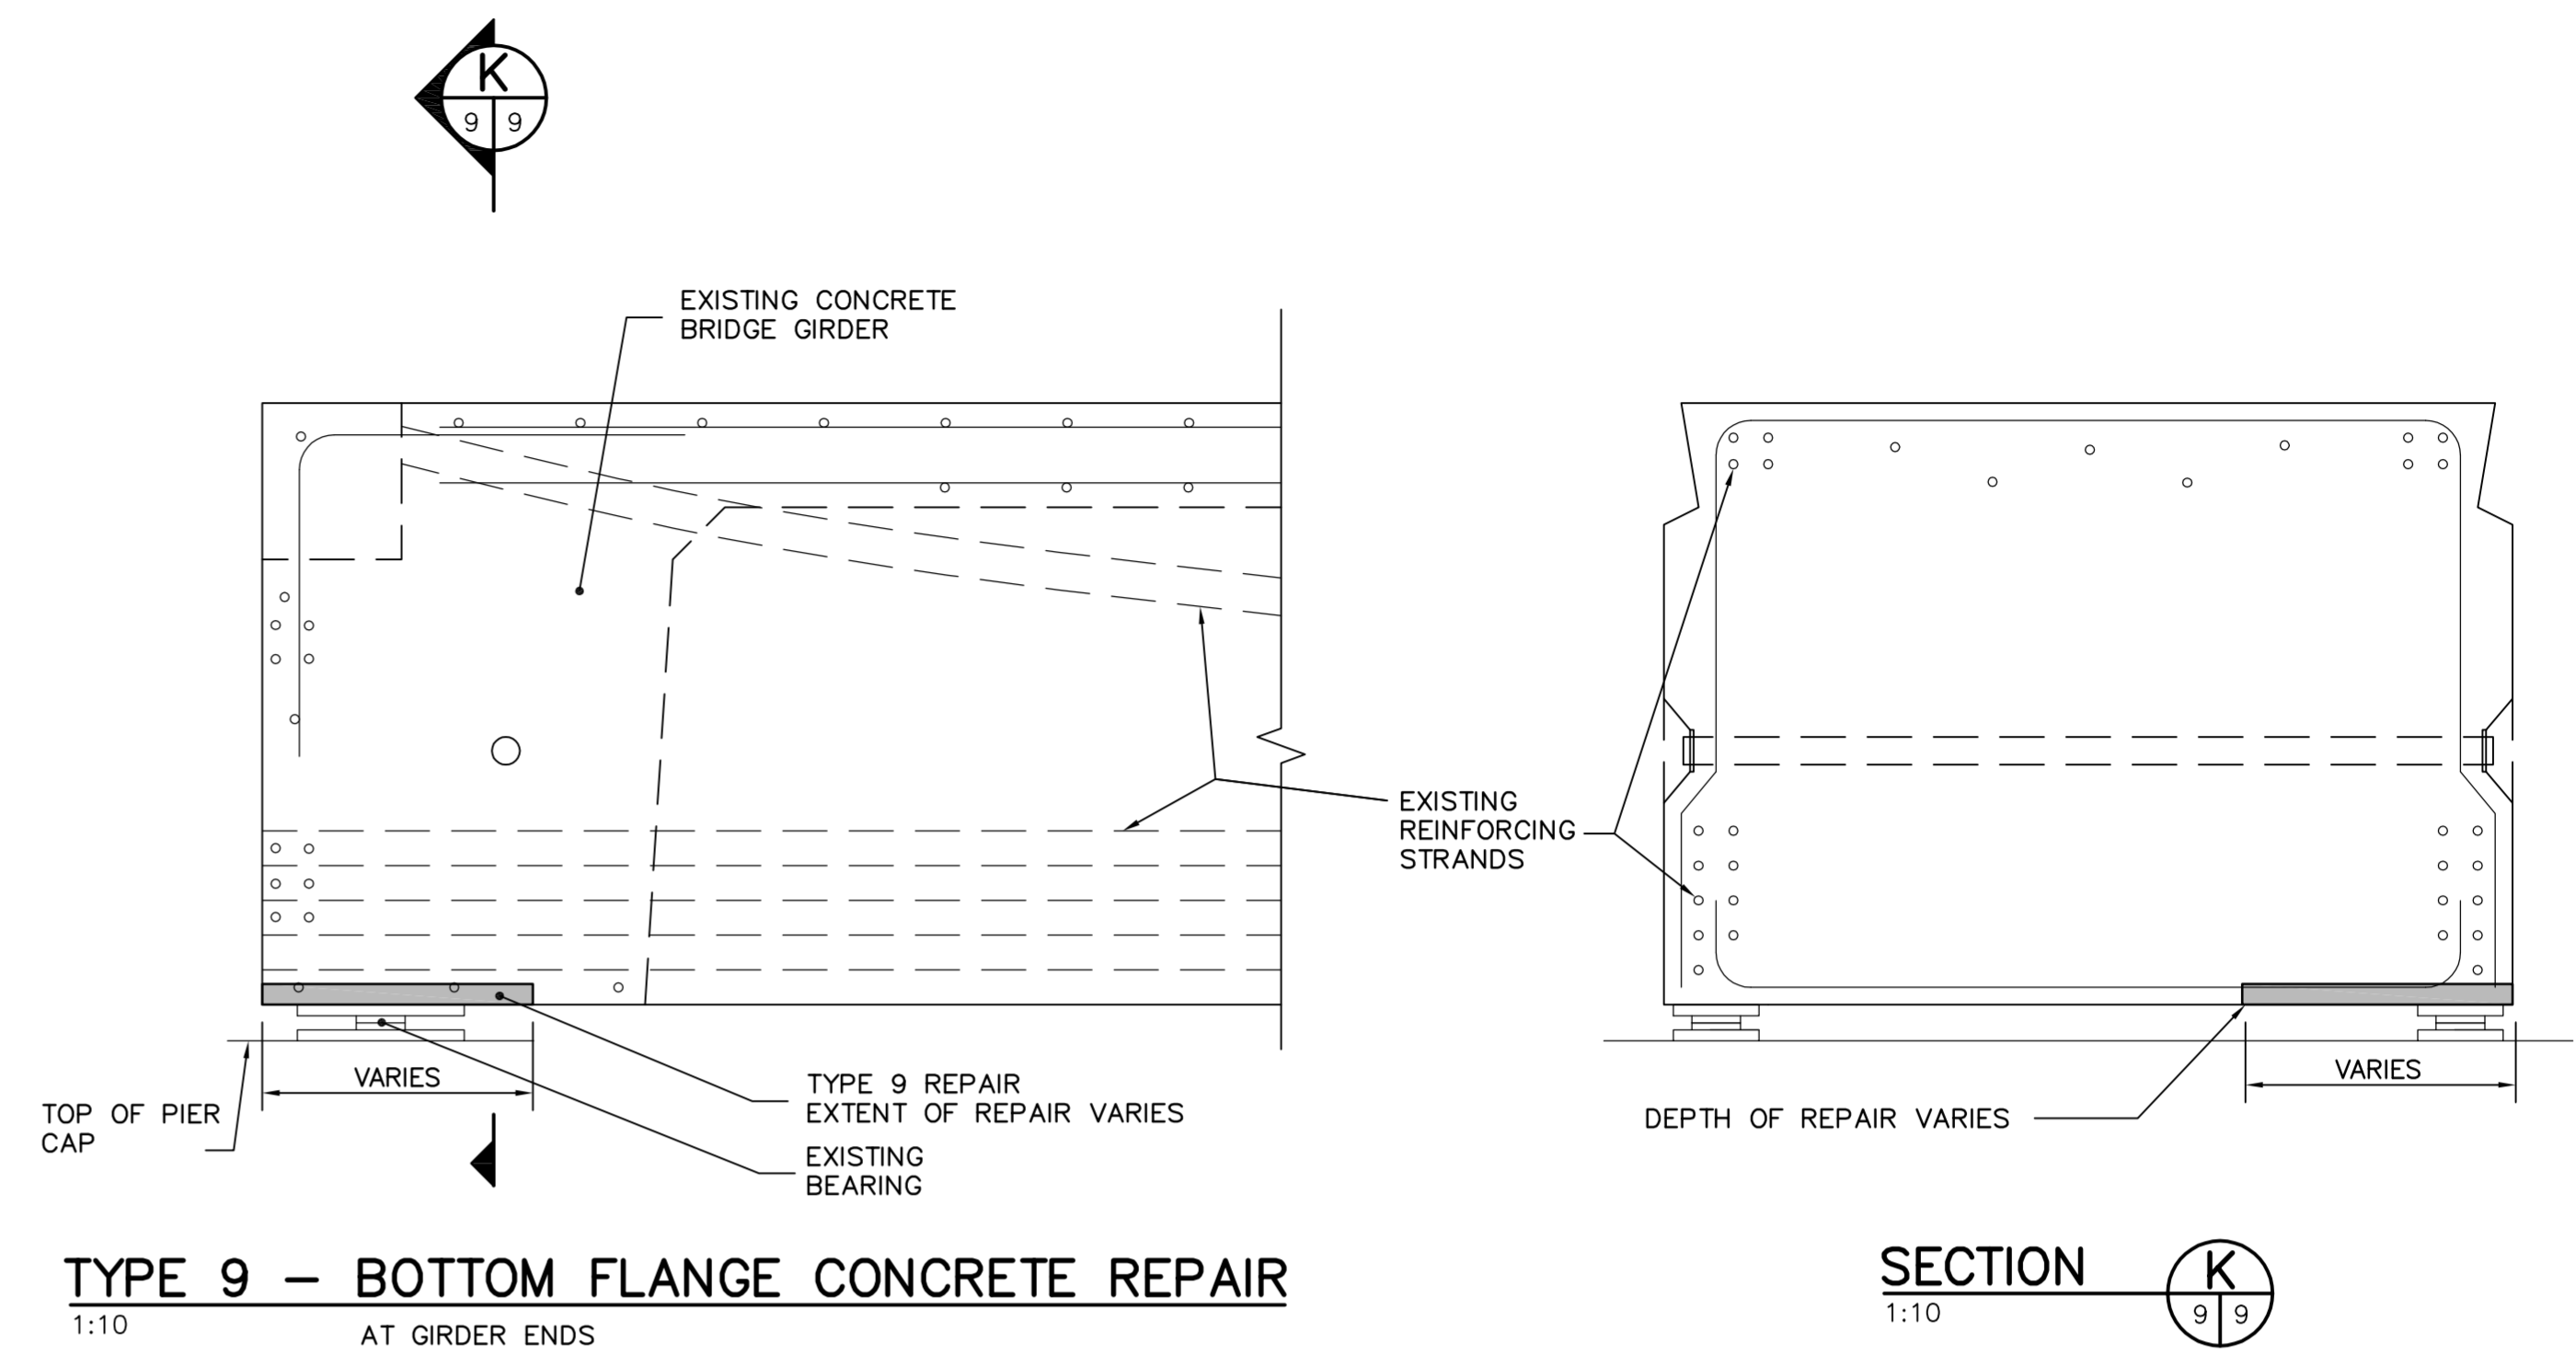 K
9 9
EXISTING CONCRETE
BRIDGE GIRDER
EXISTING
REINFORCING
STRANDS
VARIES
TOP OF PIER
CAP
TYPE 9 REPAIR
EXTENT OF REPAIR VARIES
EXISTING
BEARING
VARIES
DEPTH OF REPAIR VARIES
TYPE 9 – BOTTOM FLANGE CONCRETE REPAIR
1:10
AT GIRDER ENDS
SECTION
K
1:10
9 9